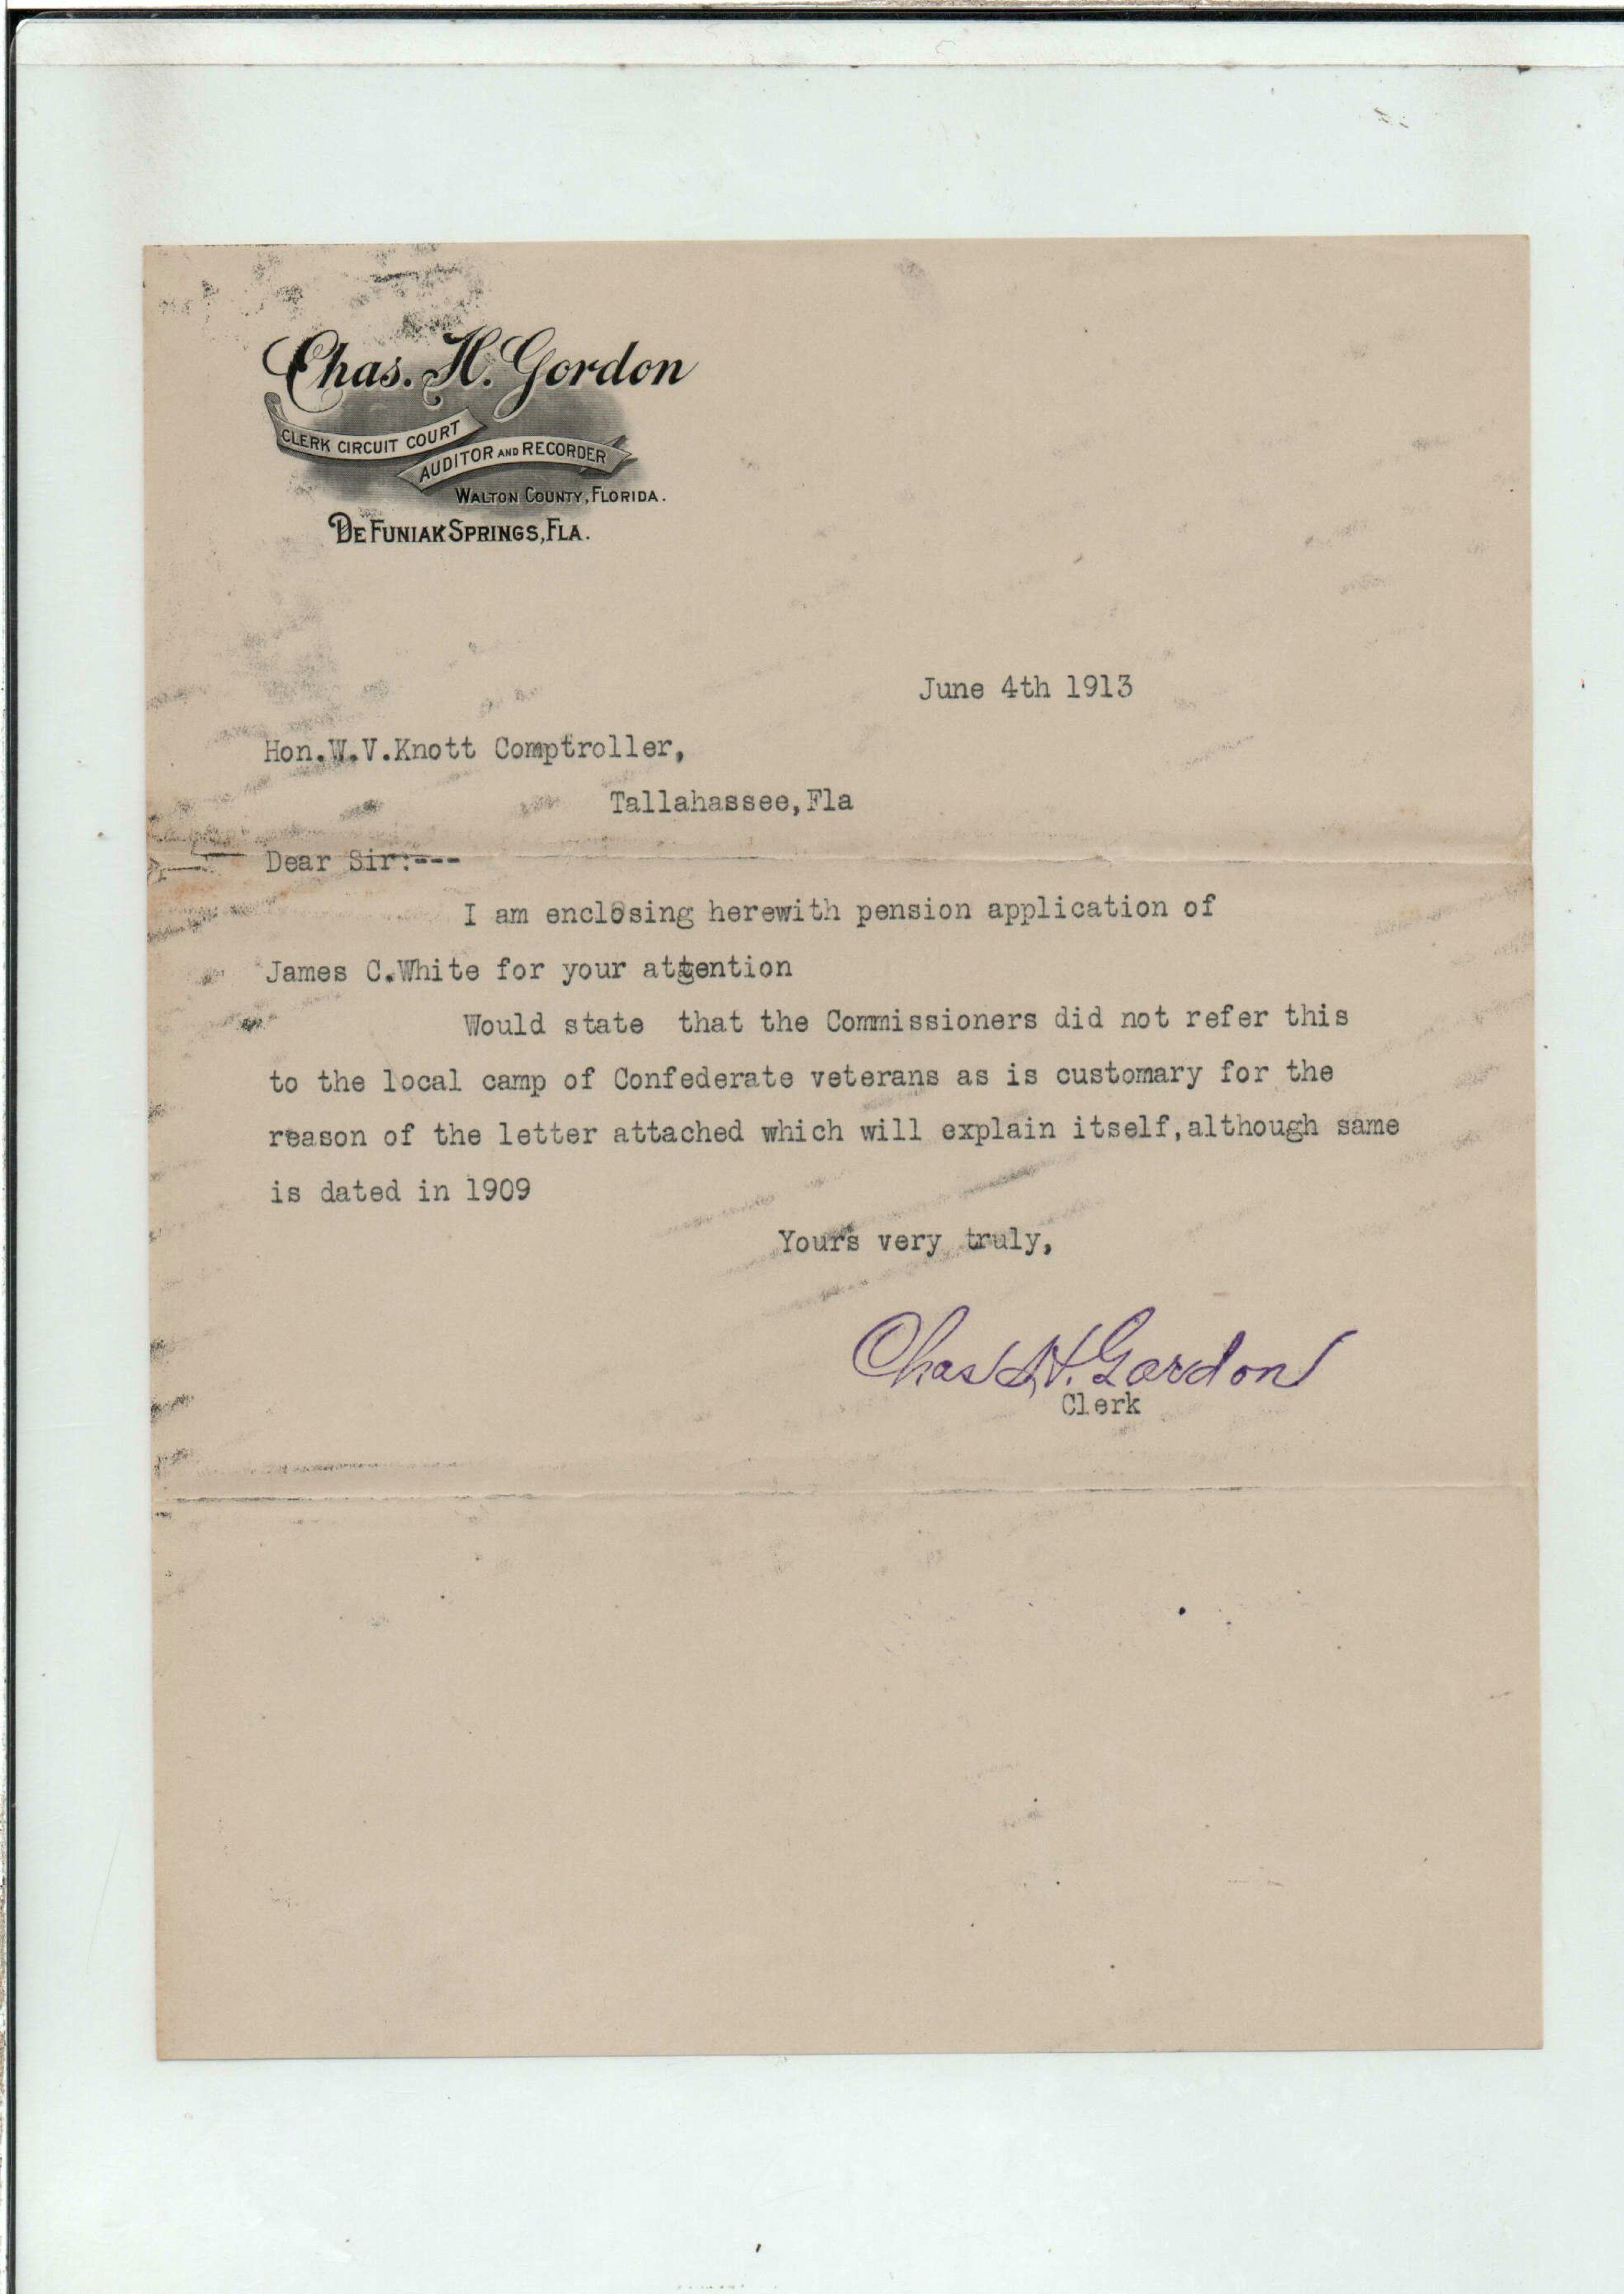 Chas. H. Gordon
CLERK CIRCUIT COURT
AUDITOR AND RECORDER
WALTON COUNTY, FLORIDA.
DE FUNIAK SPRINGS, FLA.
June 4th 1913
Hon.W.V.Knott Comptroller,
Tallahassee,Fla
Dear Sir:---
I am enclosing herewith pension application of
James C.White for your attention
Would state that the Commissioners did not refer this
to the local camp of Confederate veterans as is customary for the
reason of the letter attached which will explain itself,although same
is dated in 1909
Yours very truly,
Chas H. Gordon
Clerk